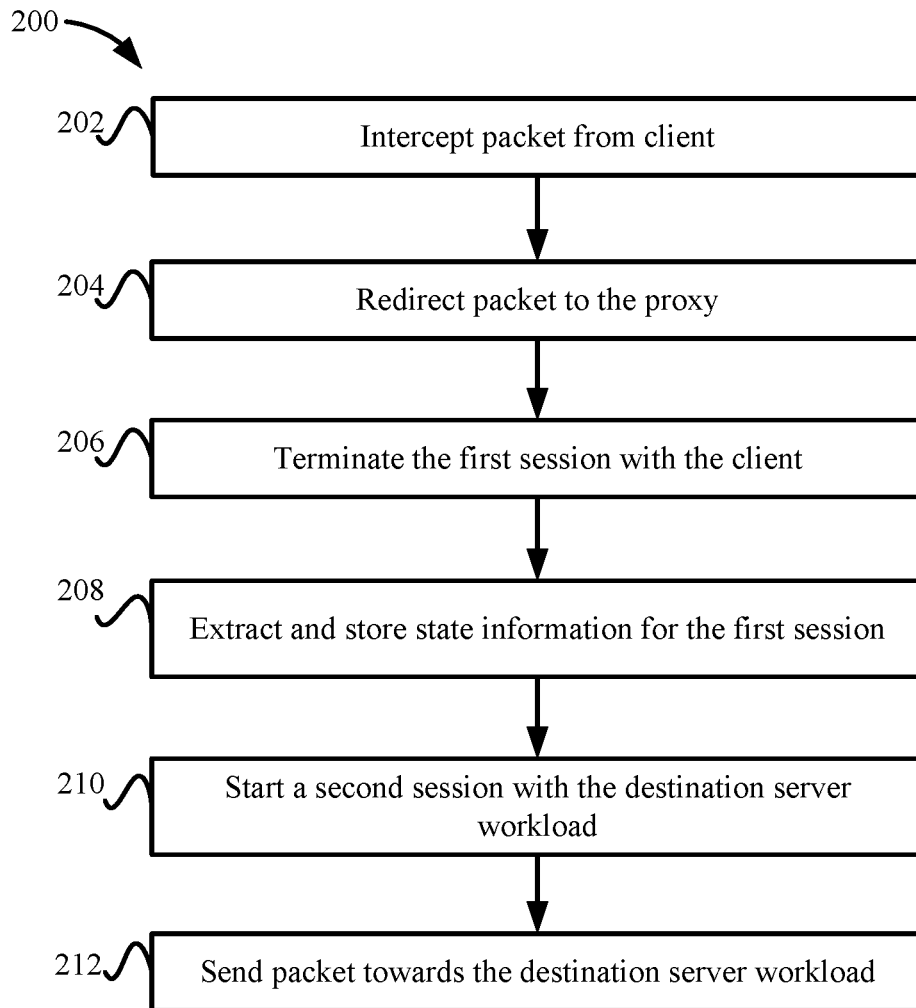 200
202
Intercept packet from client
204
Redirect packet to the proxy
206
Terminate the first session with the client
208
Extract and store state information for the first session
210
Start a second session with the destination server
workload
212
Send packet towards the destination server workload